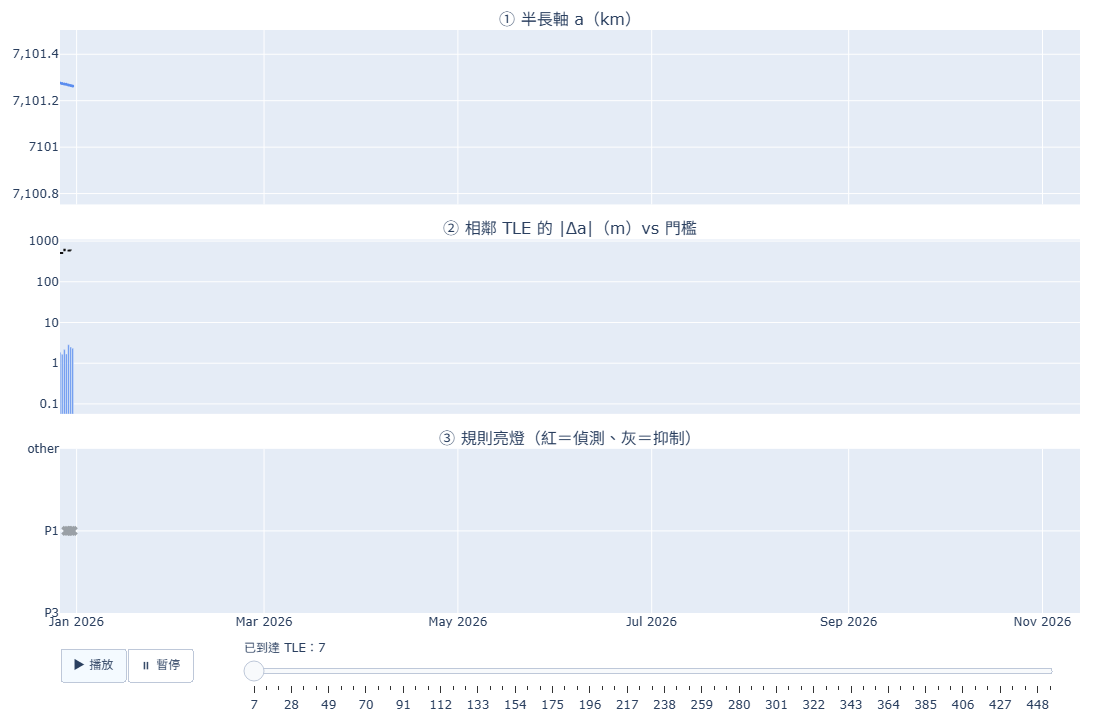 ① 半長軸 a（km）
7,101.4
7,101.2
7101
7,100.8
② 相鄰 TLE 的 |Δa|（m）vs 門檻
1000
100
10
1
0.1
③ 規則亮燈（紅＝偵測、灰＝抑制）
other
P1
P3
Jan 2026 Mar 2026 May 2026 Jul 2026 Sep 2026 Nov 2026
已到達 TLE：7
▶ 播放 ⏸ 暫停
7 28 49 70 91 112 133 154 175 196 217 238 259 280 301 322 343 364 385 406 427 448